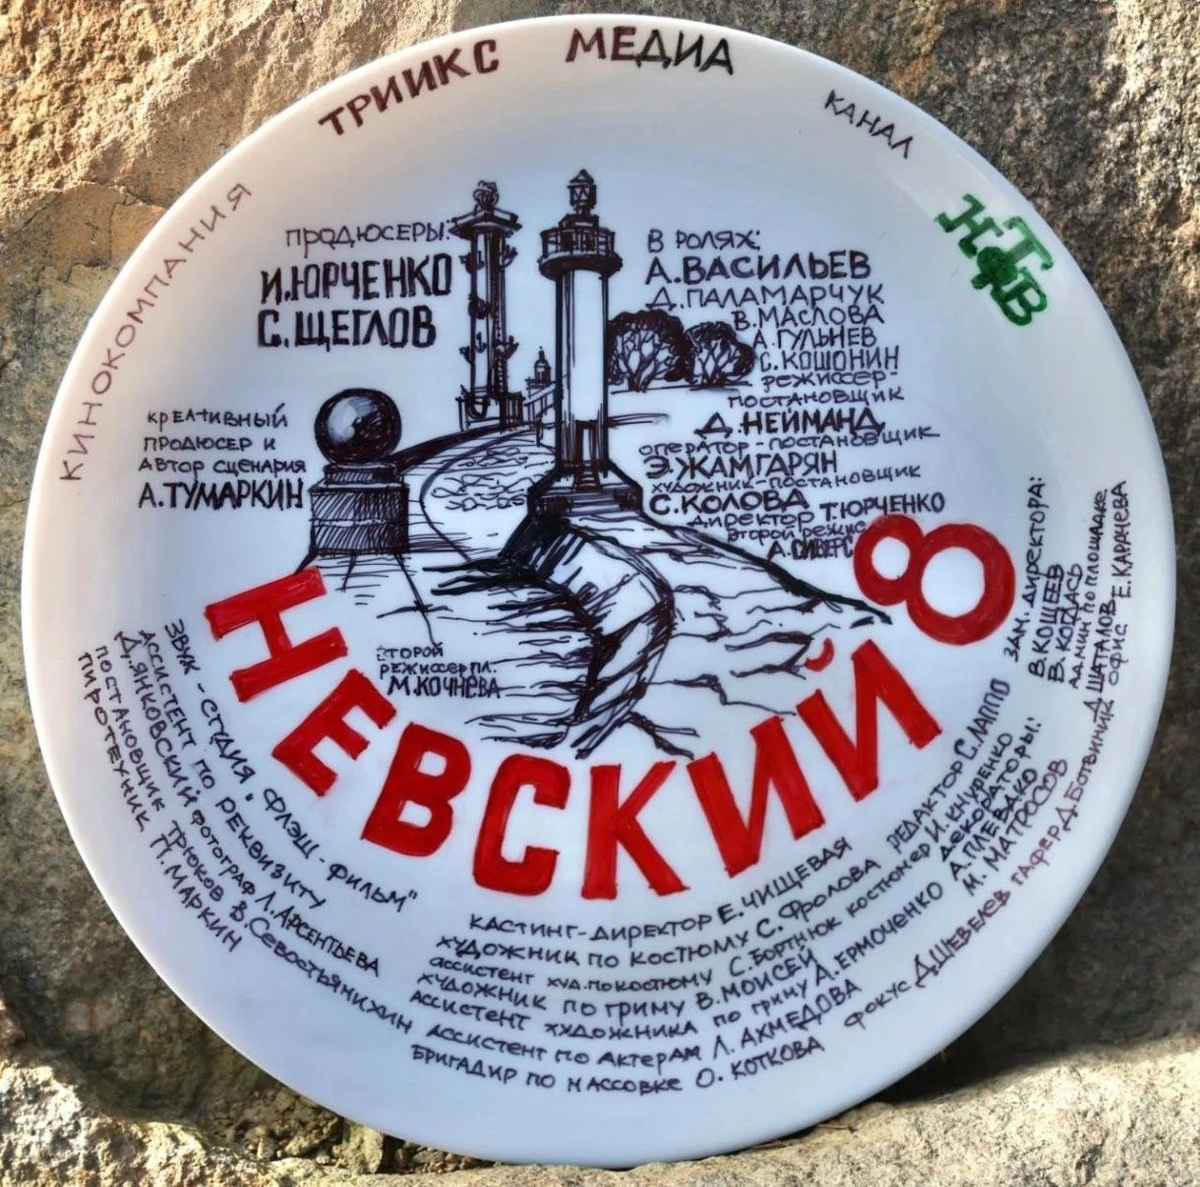 КИНОКОМПАНИЯ
ТРИИКС МЕДИА
КАНАЛ
НТВ
ПРОДЮСЕРЫ:
И.ЮРЧЕНКО
С.ЩЕГЛОВ
КРЕАТИВНЫЙ
ПРОДЮСЕР И
АВТОР СЦЕНАРИЯ
А.ТУМАРКИН
В РОЛЯХ:
А.ВАСИЛЬЕВ
Д.ПАЛАМАРЧУК
В.МАСЛОВА
А.ГУЛЬНЕВ
С.КОШОНИН
РЕЖИССЕР-
ПОСТАНОВЩИК
Д.НЕЙМАНД
ОПЕРАТОР-ПОСТАНОВЩИК
Э.ЖАМГАРЯН
ХУДОЖНИК-ПОСТАНОВЩИК
С.КОЛОВА
ДИРЕКТОР Т.ЮРЧЕНКО
ВТОРОЙ РЕЖИС
А.СИВЕРС
ВТОРОЙ
РЕЖИССЕР ПЛ.
М.КОЧНЕВА
НЕВСКИЙ 8
ЗВУК - СТУДИЯ "ФЛЭШ-ФИЛЬМ"
АССИСТЕНТ ПО РЕКВИЗИТУ
Д.ЯНКОВСКИЙ ФОТОГРАФ Л.АРСЕНТЬЕВА
ПОСТАНОВЩИК ТРЮКОВ В.СЕВОСТЬЯНИХИН
ПИРОТЕХНИК П.МАРКИН
КАСТИНГ-ДИРЕКТОР Е.ЧИЩЕВАЯ
ХУДОЖНИК ПО КОСТЮМУ С. ФРОЛОВА РЕДАКТОР С.ЛАППО
АССИСТЕНТ ХУД.ПО КОСТЮМУ С.БОРТНЮК КОСТЮМЕР И.КНУРЕНКО
ХУДОЖНИК ПО ГРИМУ В.МОИСЕЙ
АССИСТЕНТ ХУДОЖНИКА ПО ГРИМУ А.ЕРМОЧЕНКО
АССИСТЕНТ ПО АКТЕРАМ Л.АХМЕДОВА
БРИГАДИР ПО МАССОВКЕ О. КОТКОВА
ДЕКОРАТОРЫ:
А.ПЛЕВАКО
М.МАТРОСОВ
ФОКУС Д.ШЕВЕЛЕВ ГАФЕР Д.БОТВИНИК
ЗАМ. ДИРЕКТОРА:
В.КОЩЕЕВ
В.КОГДАСЬ
АДМИН ПО ПЛОЩАДКЕ
Д.ШАТАЛОВ
ОФИС Е.КАРАЧЕВА